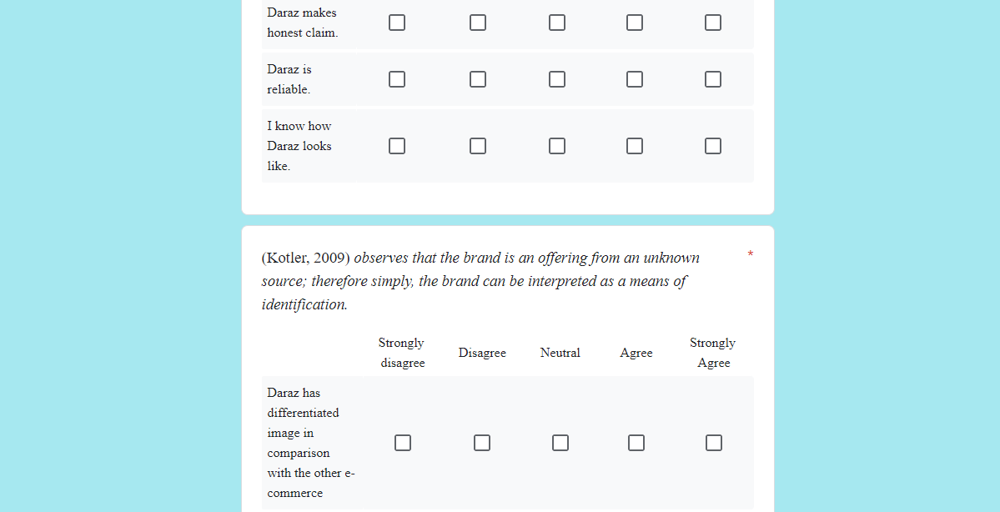 Daraz makes
honest claim.
Daraz is
reliable.
I know how
Daraz looks
like.
(Kotler, 2009) observes that the brand is an offering from an unknown *
source; therefore simply, the brand can be interpreted as a means of
identification.
Strongly disagree Disagree Neutral Agree Strongly Agree
Daraz has
differentiated
image in
comparison
with the other e-
commerce